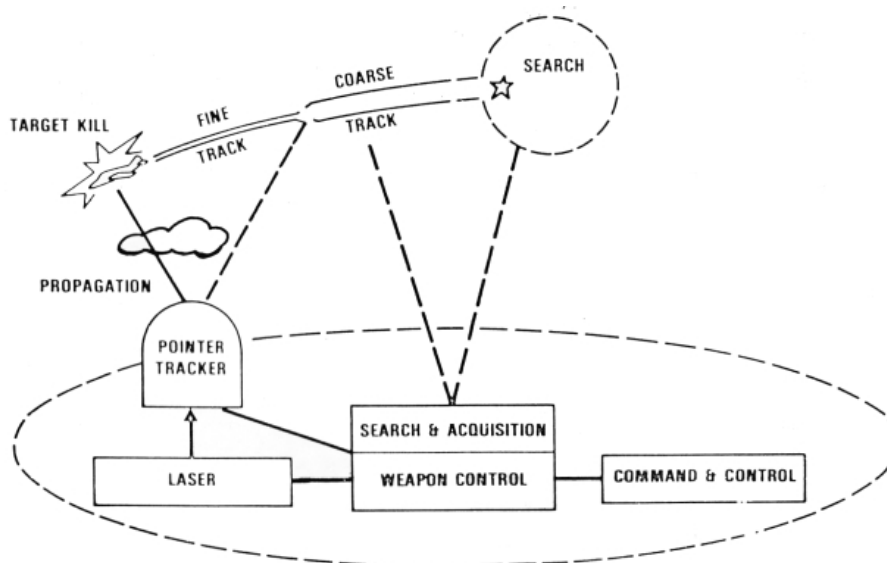 SEARCH
COARSE
TRACK
FINE
TRACK
TARGET KILL
PROPAGATION
POINTER
TRACKER
SEARCH & ACQUISITION
LASER
WEAPON CONTROL
COMMAND & CONTROL